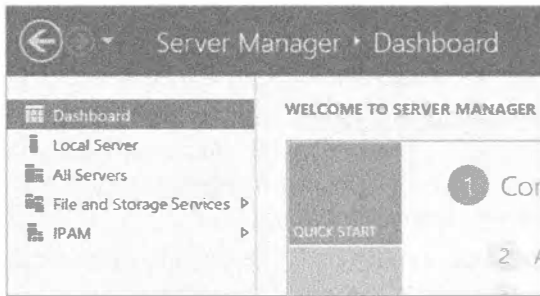 Server Manager ‣ Dashboard
Dashboard
Local Server
All Servers
File and Storage Services ▷
IPAM ▷
WELCOME TO SERVER MANAGER
1 Con
QUICK START
2 A